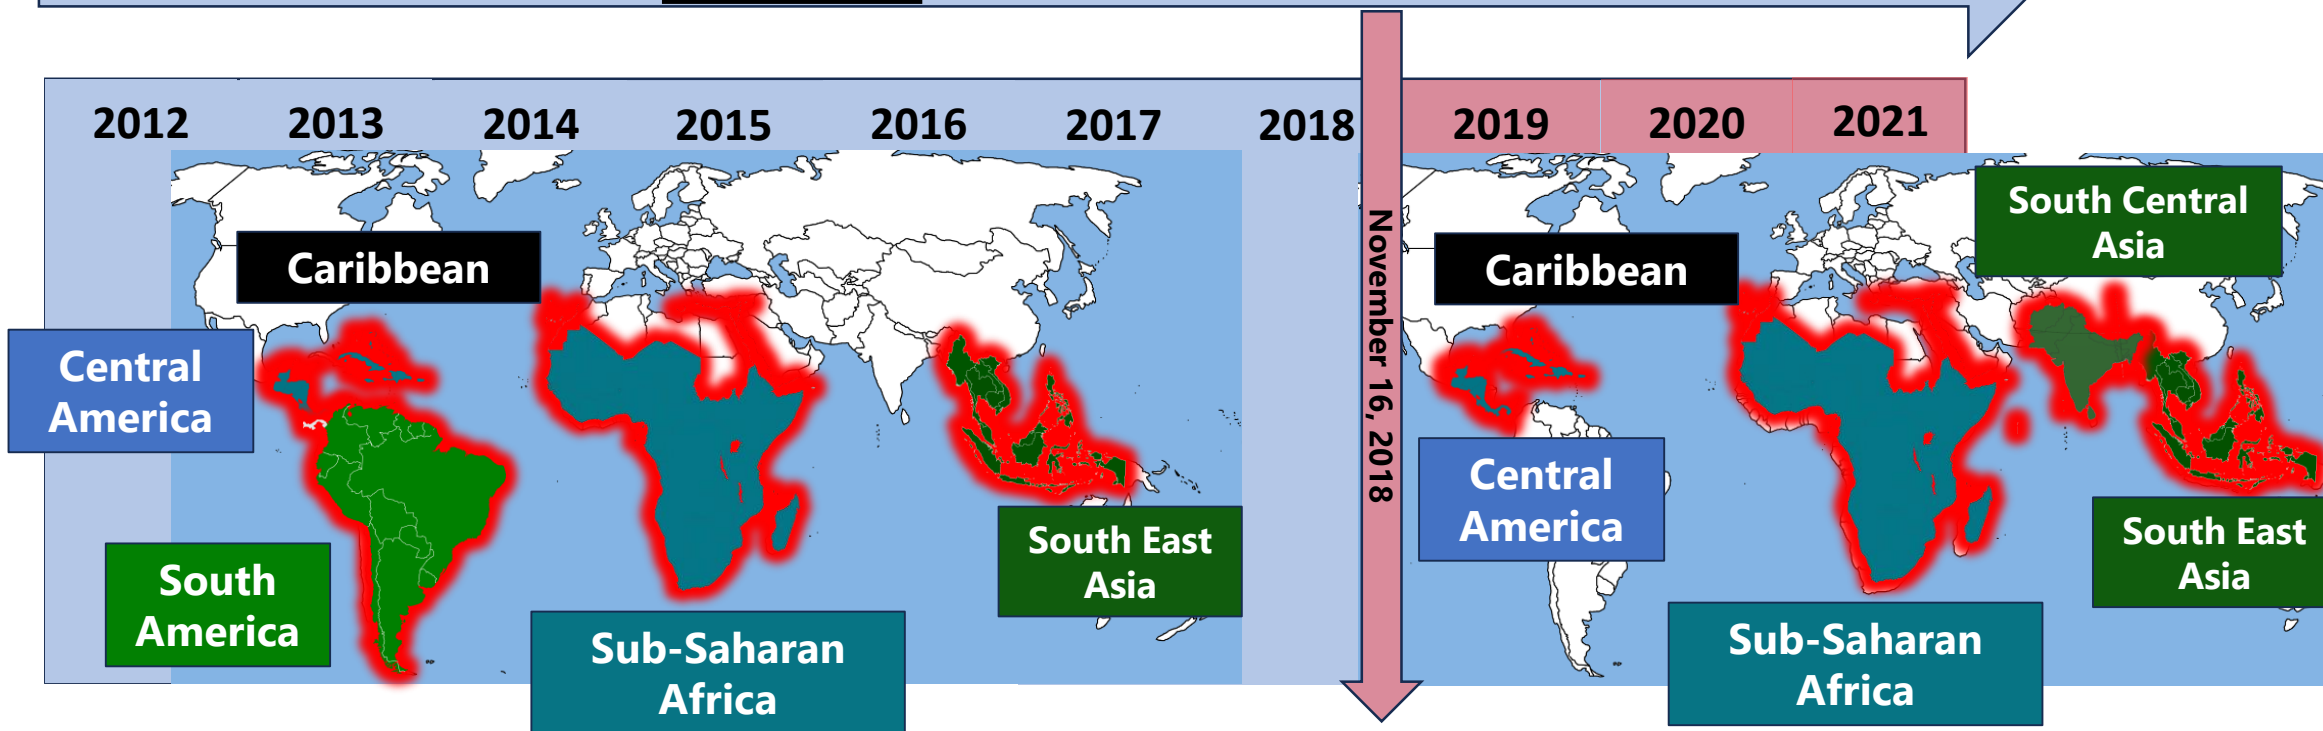 2012 2013 2014 2015 2016 2017 2018 2019 2020 2021
Caribbean
Central
America
South
America
Sub-Saharan
Africa
South East
Asia
November 16, 2018
Caribbean
South Central
Asia
Central
America
Sub-Saharan
Africa
South East
Asia